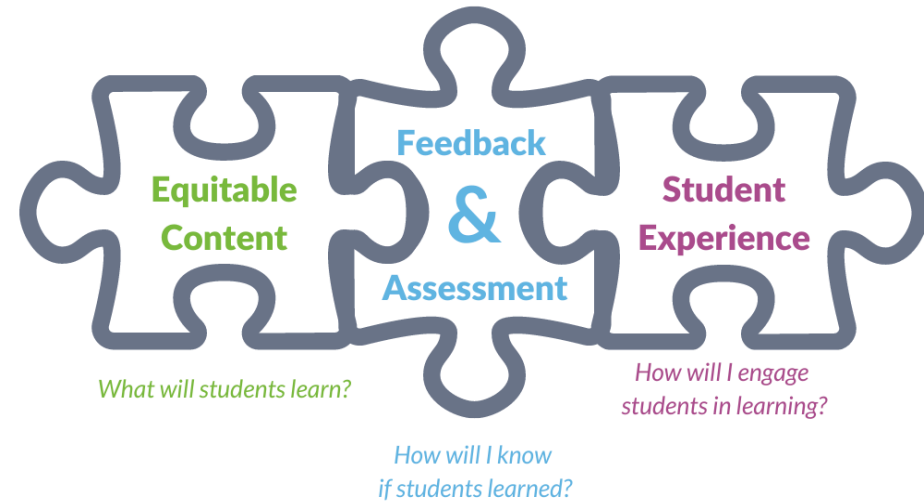 Equitable
Content
What will students learn?
Feedback
&
Assessment
How will I know
if students learned?
Student
Experience
How will I engage
students in learning?